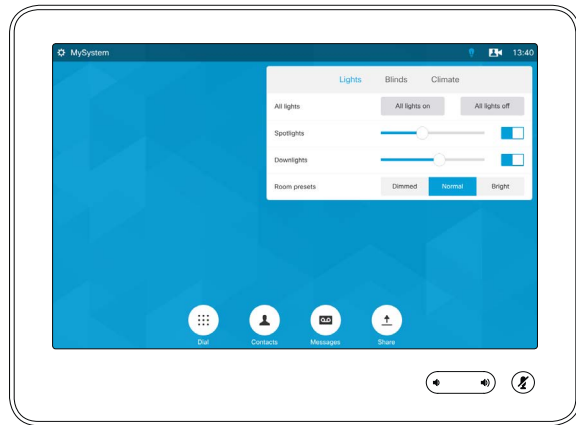 MySystem 13:40
Lights Blinds Climate
All lights All lights on All lights off
Spotlights
Downlights
Room presets Dimmed Normal Bright
Dial Contacts Messages Share